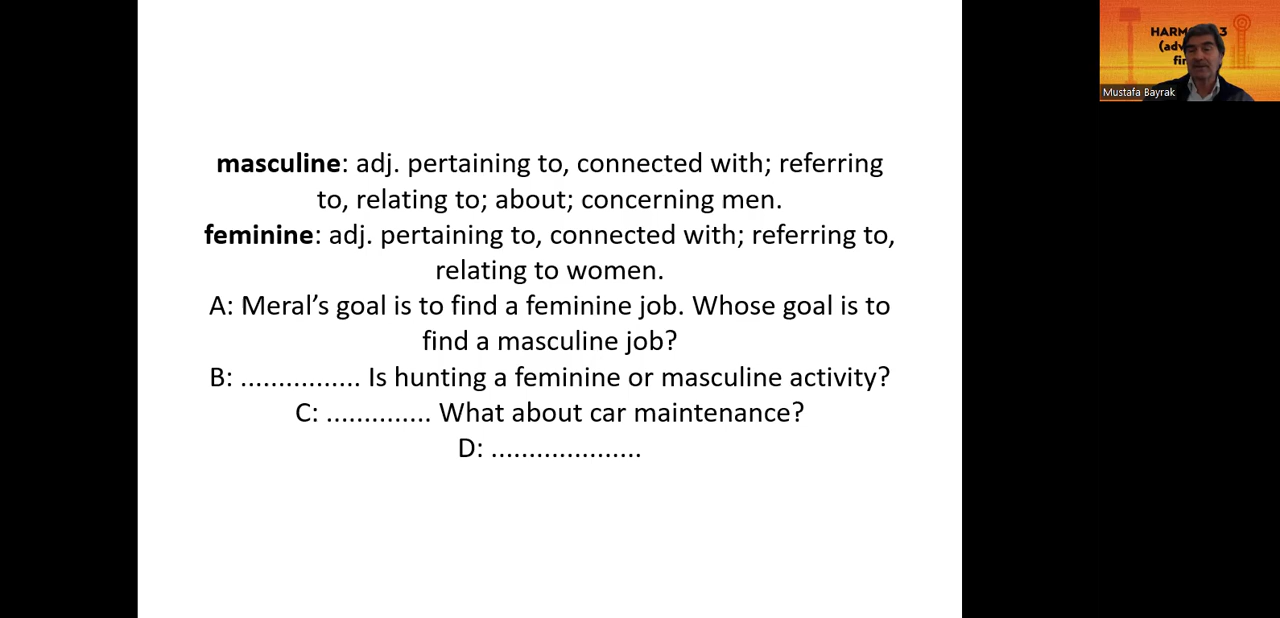 masculine: adj. pertaining to, connected with; referring
to, relating to; about; concerning men.
feminine: adj. pertaining to, connected with; referring to,
relating to women.
A: Meral’s goal is to find a feminine job. Whose goal is to
find a masculine job?
B: ................ Is hunting a feminine or masculine activity?
C: .............. What about car maintenance?
D: ....................
3
Mustafa Bayrak